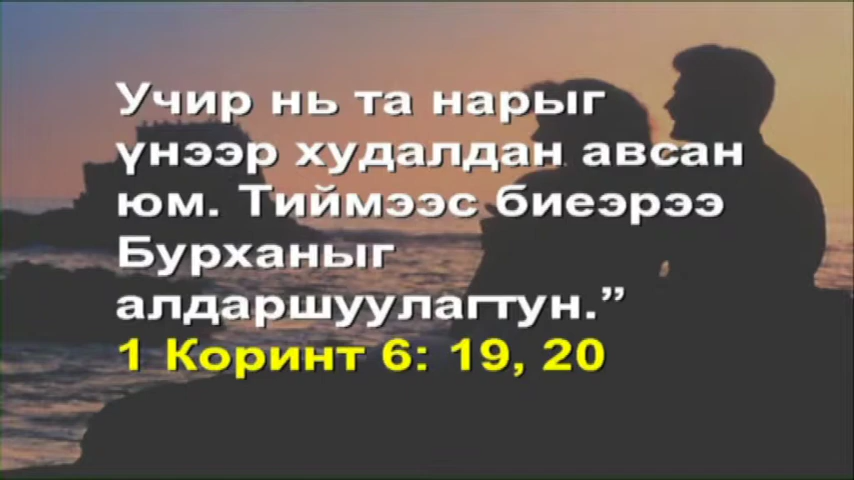 Учир нь та нарыг
үнээр худалдан авсан
юм. Тиймээс биеэрээ
Бурханыг
алдаршуулагтун.”
1 Коринт 6: 19, 20